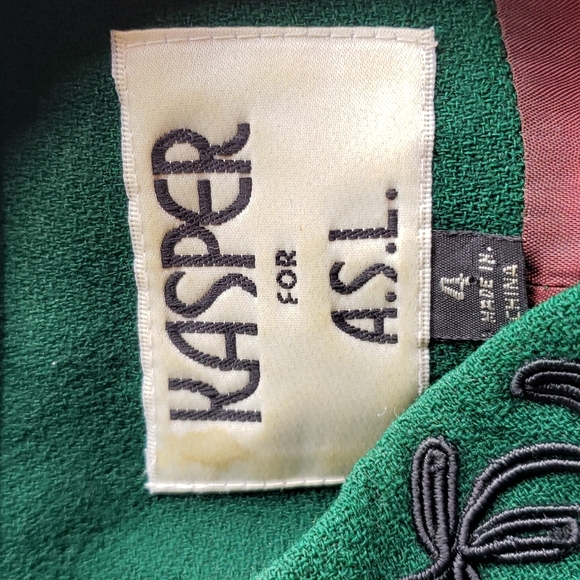 KASPER
FOR
A.S.L.
4
MADE IN
CHINA